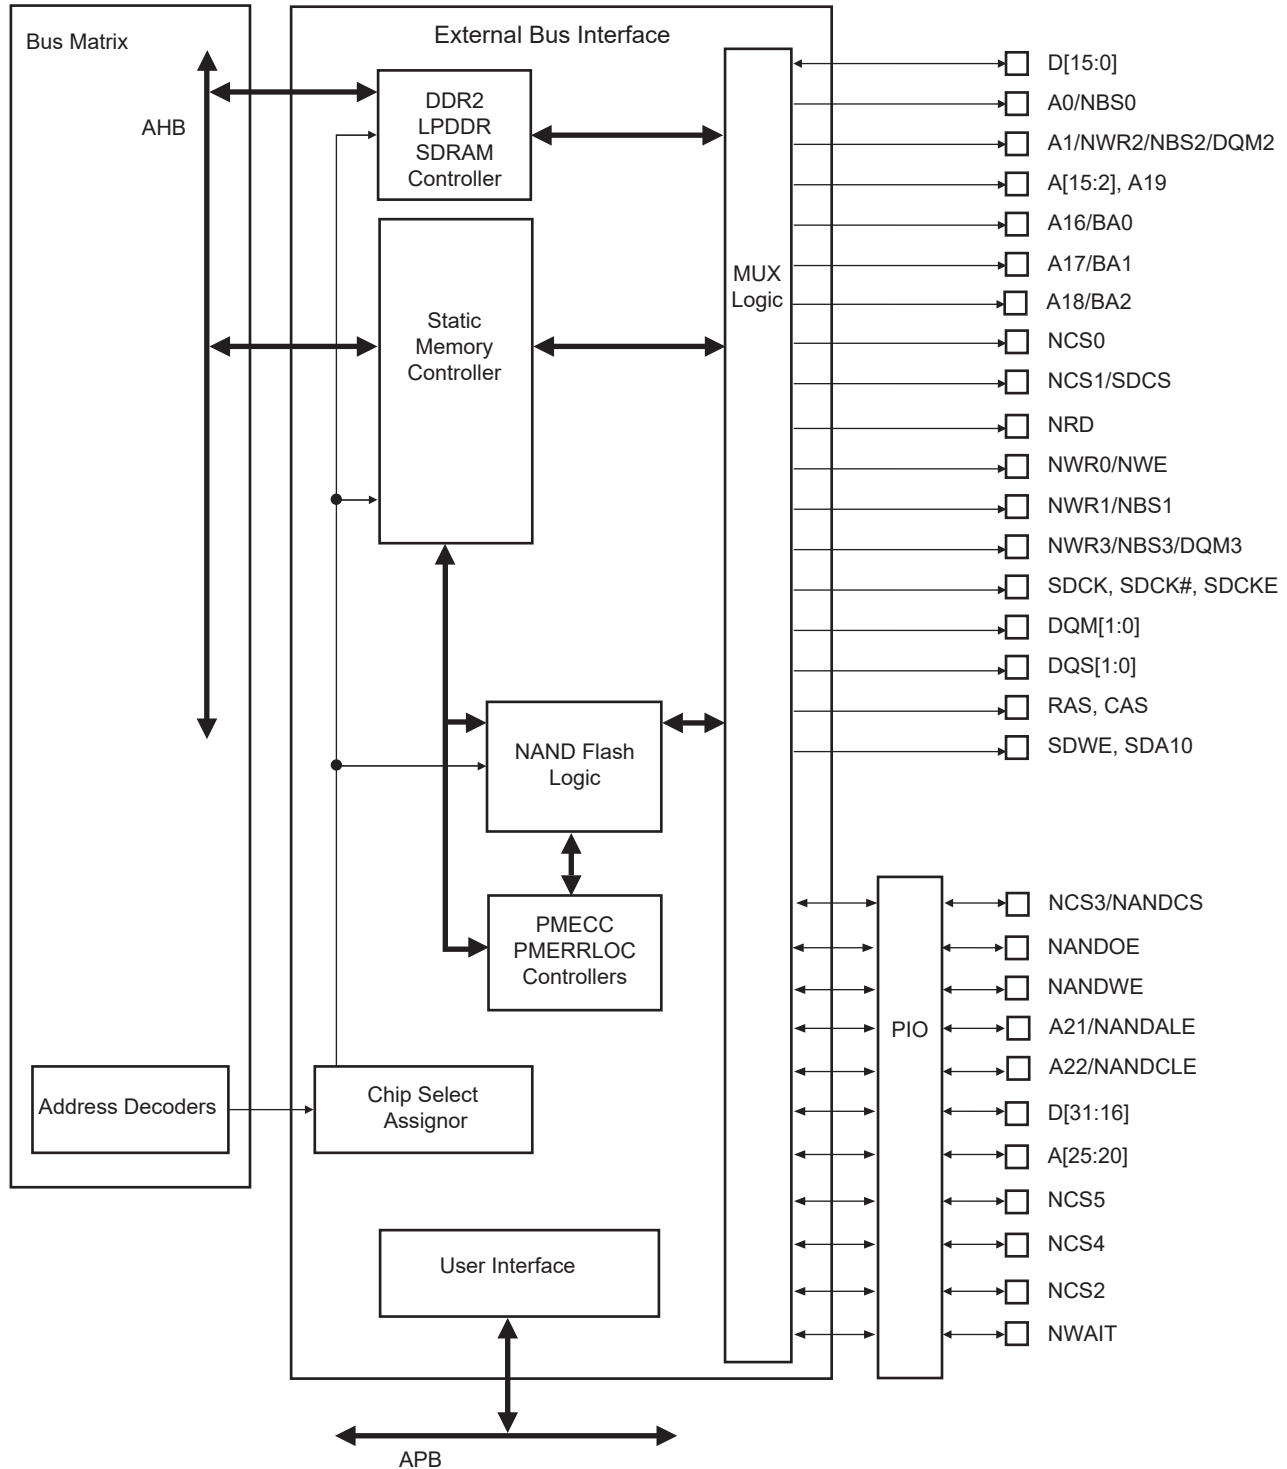 Bus Matrix
External Bus Interface
AHB
DDR2
LPDDR
SDRAM
Controller
Static
Memory
Controller
MUX
Logic
NAND Flash
Logic
PMECC
PMERRLOC
Controllers
Address Decoders
Chip Select
Assignor
User Interface
APB
PIO
D[15:0]
A0/NBS0
A1/NWR2/NBS2/DQM2
A[15:2], A19
A16/BA0
A17/BA1
A18/BA2
NCS0
NCS1/SDCS
NRD
NWR0/NWE
NWR1/NBS1
NWR3/NBS3/DQM3
SDCK, SDCK#, SDCKE
DQM[1:0]
DQS[1:0]
RAS, CAS
SDWE, SDA10
NCS3/NANDCS
NANDOE
NANDWE
A21/NANDALE
A22/NANDCLE
D[31:16]
A[25:20]
NCS5
NCS4
NCS2
NWAIT